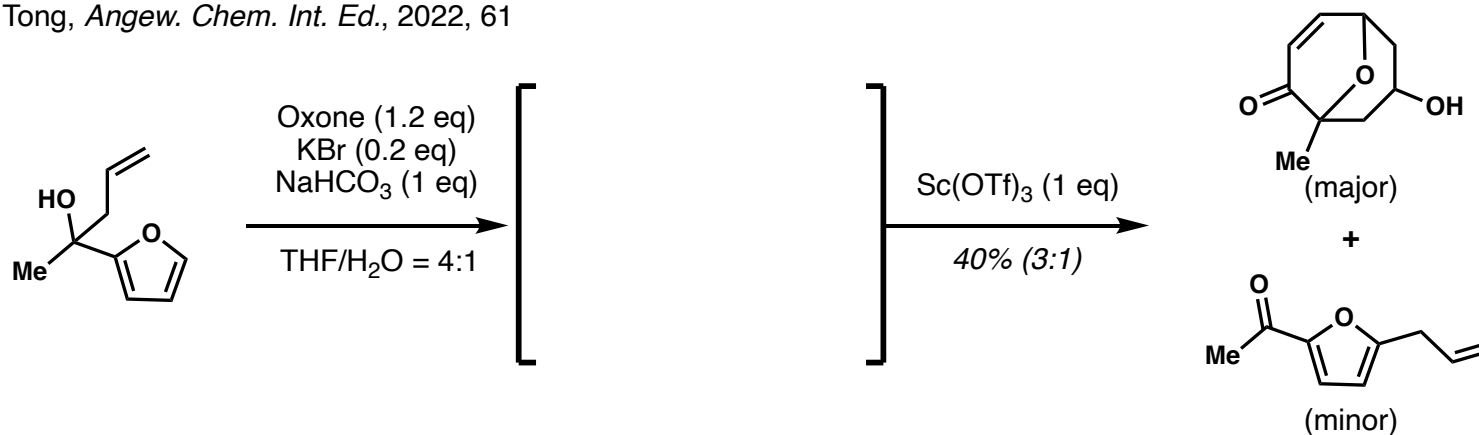 Tong, Angew. Chem. Int. Ed., 2022, 61
HO
Me
O
Oxone (1.2 eq)
KBr (0.2 eq)
NaHCO₃ (1 eq)
THF/H₂O = 4:1
Sc(OTf)₃ (1 eq)
40% (3:1)
O
O
OH
Me
(major)
+
O
O
Me
(minor)